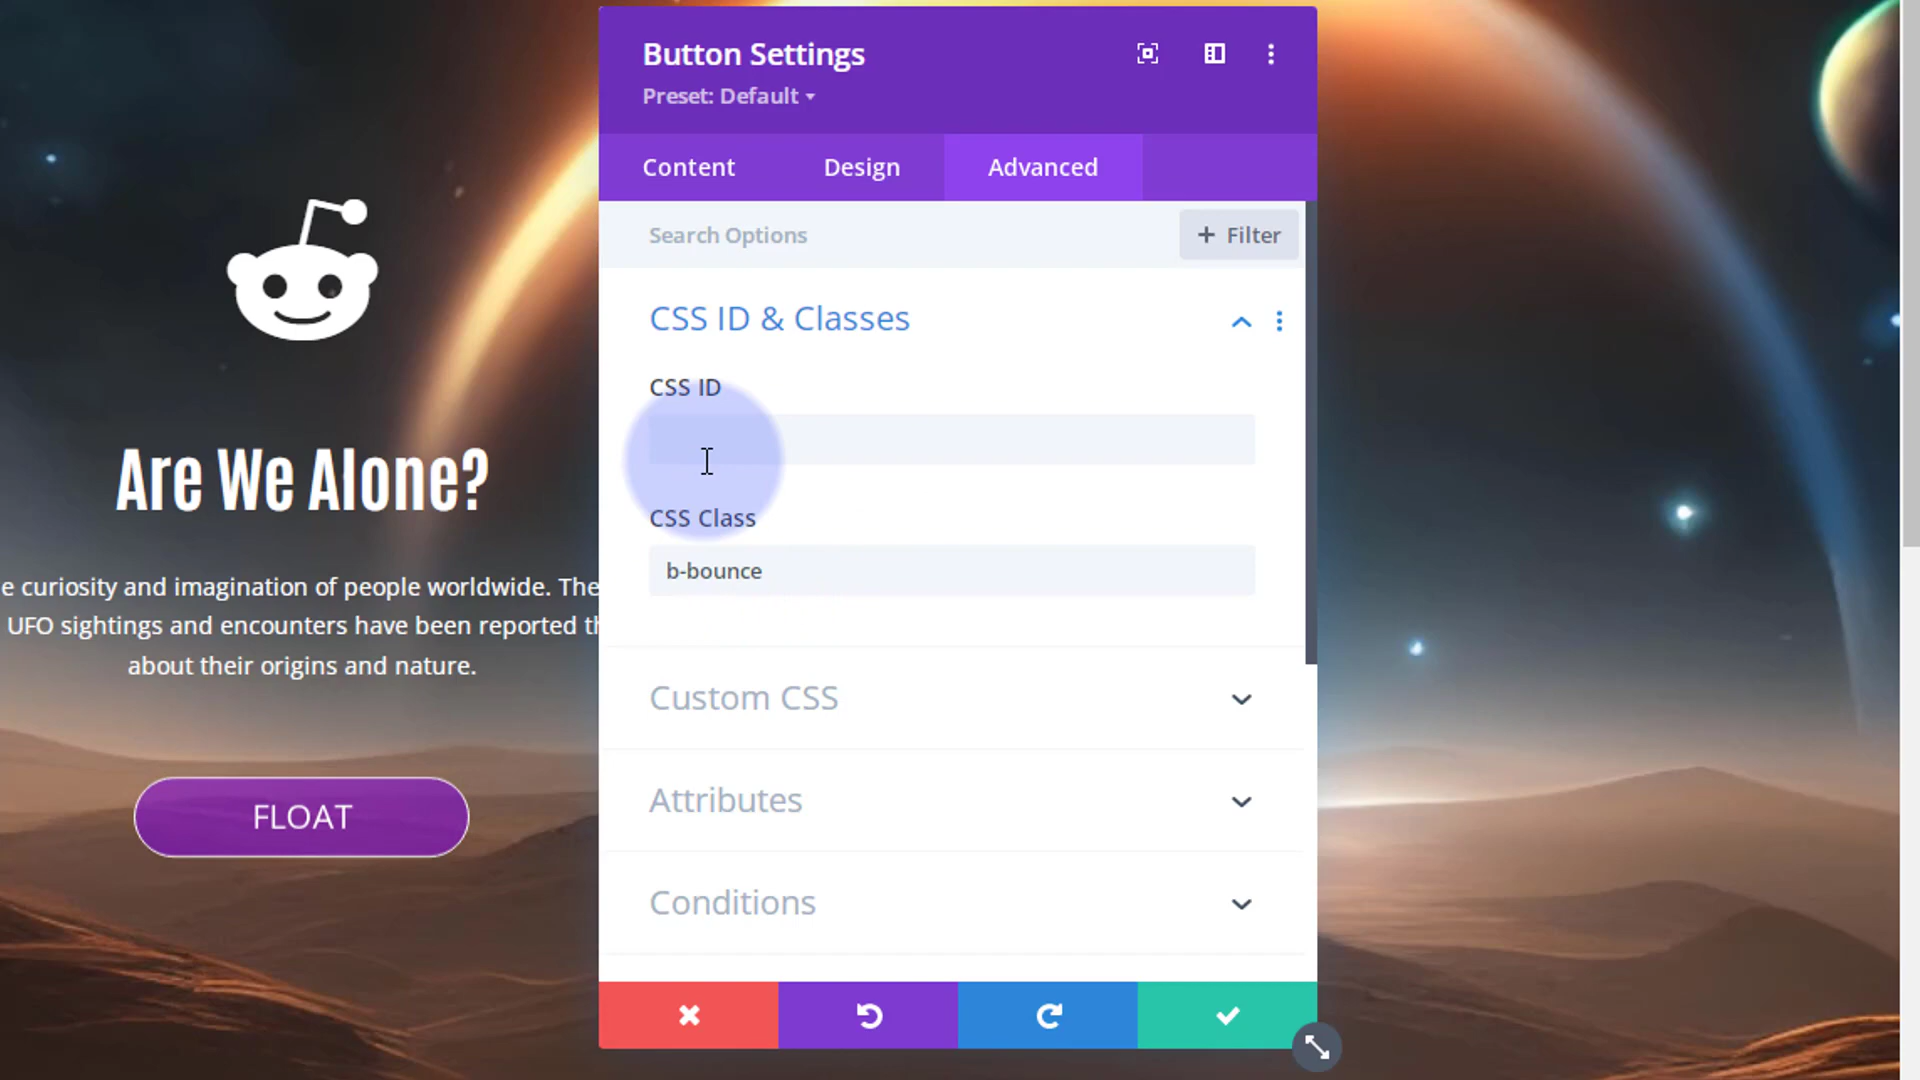 Button Settings
Preset: Default
Content
Design
Advanced
Search Options
+ Filter
CSS ID & Classes
CSS ID
CSS Class
b-bounce
Custom CSS
Attributes
Conditions
Are We Alone?
e curiosity and imagination of people worldwide. The
UFO sightings and encounters have been reported th
about their origins and nature.
FLOAT